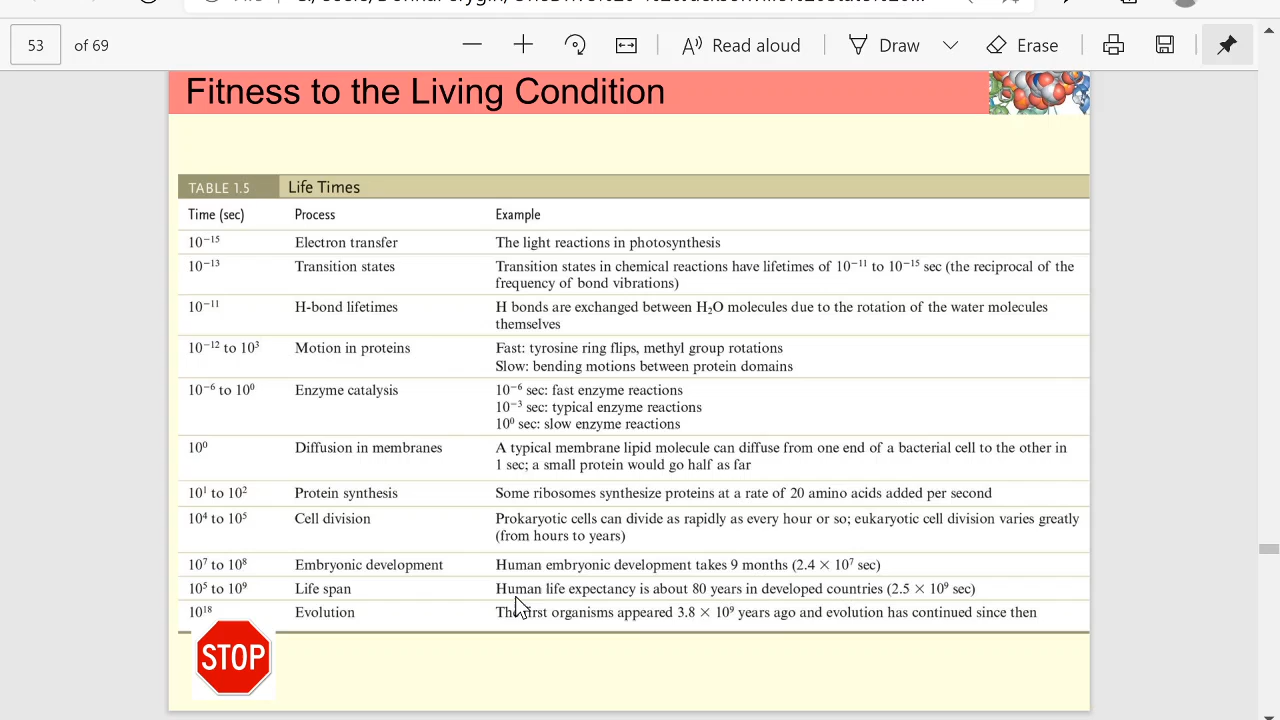 53 of 69 Read aloud Draw Erase
Fitness to the Living Condition
TABLE 1.5 Life Times
Time (sec) Process Example
10⁻¹⁵ Electron transfer The light reactions in photosynthesis
10⁻¹³ Transition states Transition states in chemical reactions have lifetimes of 10⁻¹¹ to 10⁻¹⁵ sec (the reciprocal of the
frequency of bond vibrations)
10⁻¹¹ H-bond lifetimes H bonds are exchanged between H₂O molecules due to the rotation of the water molecules
themselves
10⁻¹² to 10³ Motion in proteins Fast: tyrosine ring flips, methyl group rotations
Slow: bending motions between protein domains
10⁻⁶ to 10⁰ Enzyme catalysis 10⁻⁶ sec: fast enzyme reactions
10⁻³ sec: typical enzyme reactions
10⁰ sec: slow enzyme reactions
10⁰ Diffusion in membranes A typical membrane lipid molecule can diffuse from one end of a bacterial cell to the other in
1 sec; a small protein would go half as far
10¹ to 10² Protein synthesis Some ribosomes synthesize proteins at a rate of 20 amino acids added per second
10⁴ to 10⁵ Cell division Prokaryotic cells can divide as rapidly as every hour or so; eukaryotic cell division varies greatly
(from hours to years)
10⁷ to 10⁸ Embryonic development Human embryonic development takes 9 months (2.4 × 10⁷ sec)
10⁵ to 10⁹ Life span Human life expectancy is about 80 years in developed countries (2.5 × 10⁹ sec)
10¹⁸ Evolution The first organisms appeared 3.8 × 10⁹ years ago and evolution has continued since then
STOP